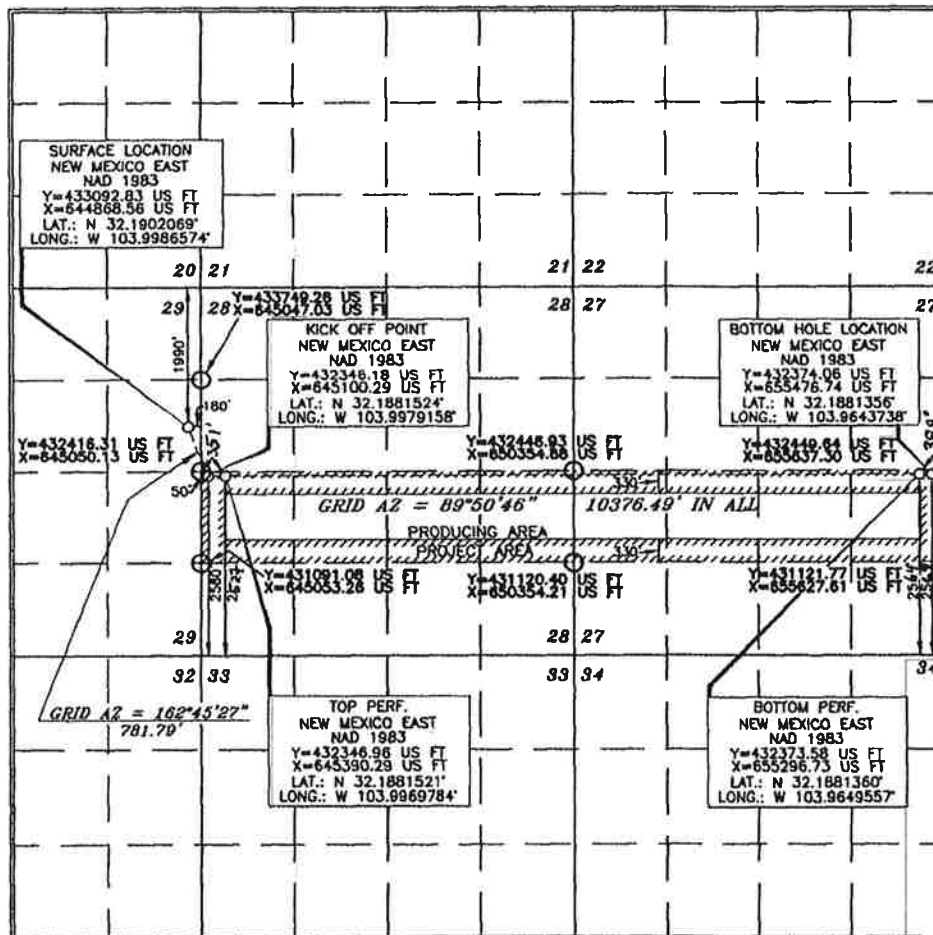 SURFACE LOCATION
NEW MEXICO EAST
NAD 1983
Y=433092.83 US FT
X=644868.56 US FT
LAT.: N 32.1902069°
LONG.: W 103.9986574°
20 21
21 22
22
29
28
28 27
27
Y=433749.28 US FT
X=645047.03 US FT
1990'
180'
351'
KICK OFF POINT
NEW MEXICO EAST
NAD 1983
Y=432346.18 US FT
X=645100.29 US FT
LAT.: N 32.1881524°
LONG.: W 103.9979158°
BOTTOM HOLE LOCATION
NEW MEXICO EAST
NAD 1983
Y=432374.06 US FT
X=655476.74 US FT
LAT.: N 32.1881356°
LONG.: W 103.9643738°
Y=432416.31 US FT
X=645050.13 US FT
Y=432448.93 US FT
X=650354.88 US FT
Y=432449.64 US FT
X=655637.30 US FT
50'
330'
GRID AZ = 89°50'46" 10376.49' IN ALL
PRODUCING AREA
PROJECT AREA
330'
Y=431091.08 US FT
X=645053.26 US FT
Y=431120.40 US FT
X=650354.21 US FT
Y=431121.77 US FT
X=655627.61 US FT
2580'
29
28 27
32 33
33 34
34
GRID AZ = 162°45'27"
781.79'
TOP PERF.
NEW MEXICO EAST
NAD 1983
Y=432346.96 US FT
X=645390.29 US FT
LAT.: N 32.1881521°
LONG.: W 103.9969784°
BOTTOM PERF.
NEW MEXICO EAST
NAD 1983
Y=432373.58 US FT
X=655296.73 US FT
LAT.: N 32.1881360°
LONG.: W 103.9649557°